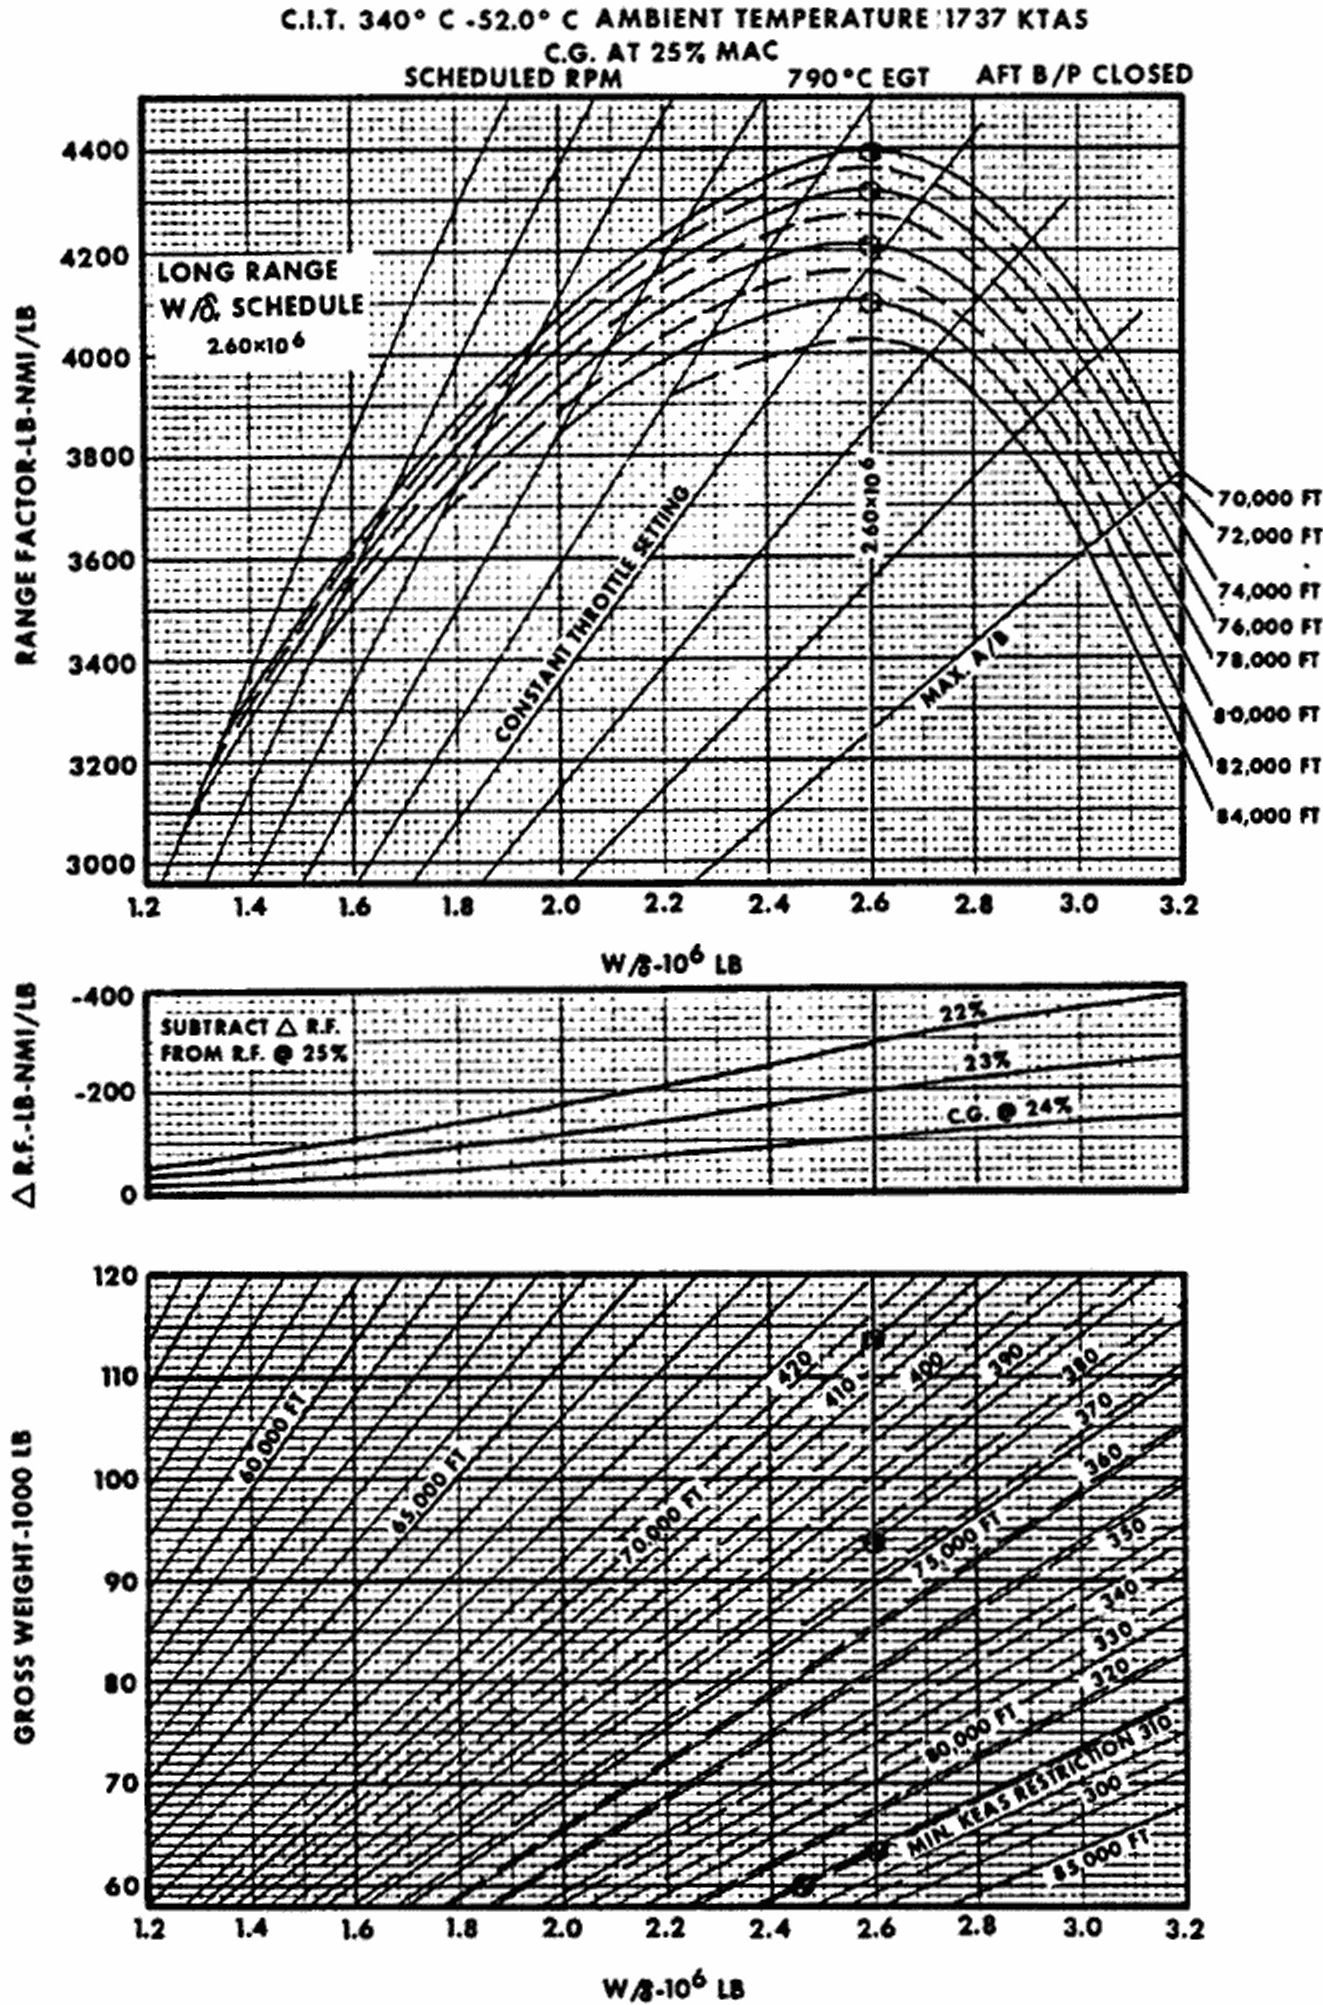 C.I.T. 340° C -52.0° C AMBIENT TEMPERATURE 1737 KTAS
C.G. AT 25% MAC
SCHEDULED RPM 790°C EGT AFT B/P CLOSED
RANGE FACTOR-LB-NMI/LB
4400
4200
4000
3800
3600
3400
3200
3000
LONG RANGE
W/δ SCHEDULE
2.60×10⁶
CONSTANT THROTTLE SETTING
2.60×10⁶
MAX. A/B
70,000 FT
72,000 FT
74,000 FT
76,000 FT
78,000 FT
80,000 FT
82,000 FT
84,000 FT
1.2 1.4 1.6 1.8 2.0 2.2 2.4 2.6 2.8 3.0 3.2
W/δ-10⁶ LB
Δ R.F.-LB-NMI/LB
-400
-200
0
SUBTRACT Δ R.F.
FROM R.F. @ 25%
22%
23%
C.G. @ 24%
GROSS WEIGHT-1000 LB
120
110
100
90
80
70
60
60,000 FT
65,000 FT
70,000 FT
75,000 FT
80,000 FT
85,000 FT
420
410
400
390
380
370
360
350
340
330
320
MIN. KEAS RESTRICTION 310
300
1.2 1.4 1.6 1.8 2.0 2.2 2.4 2.6 2.8 3.0 3.2
W/δ-10⁶ LB